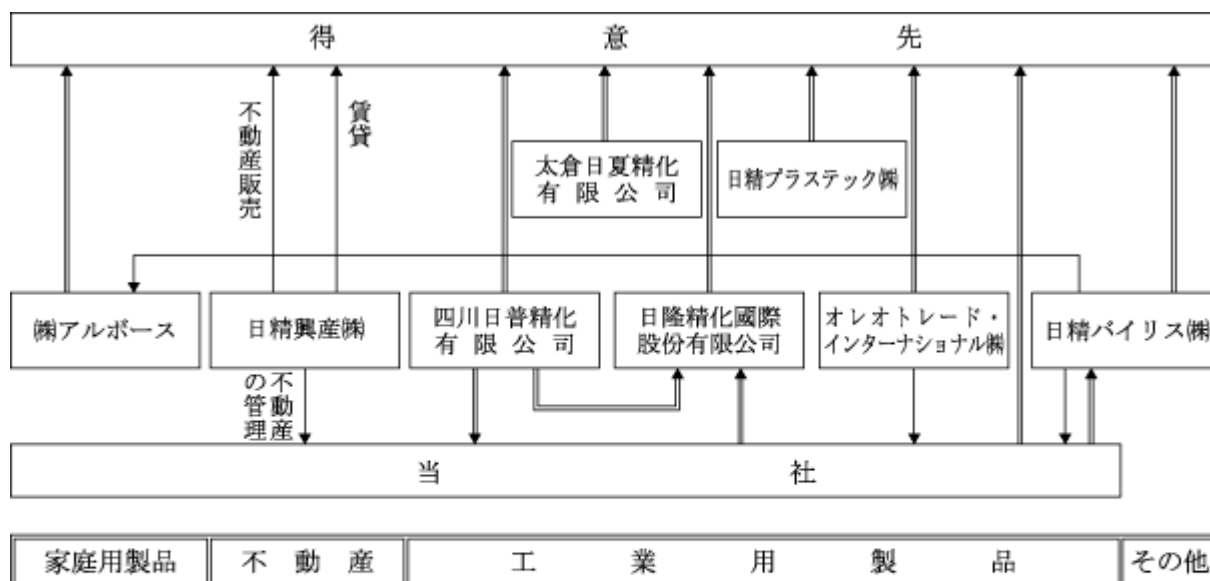 得意先
不動産販売
賃貸
太倉日夏精化
有限公司
日精プラステック㈱
㈱アルボース
日精興産㈱
四川日普精化
有限公司
日隆精化國際
股份有限公司
オレオトレード・
インターナショナル㈱
日精バイリス㈱
不動産
の管理
当社
家庭用製品
不動産
工業用製品
その他